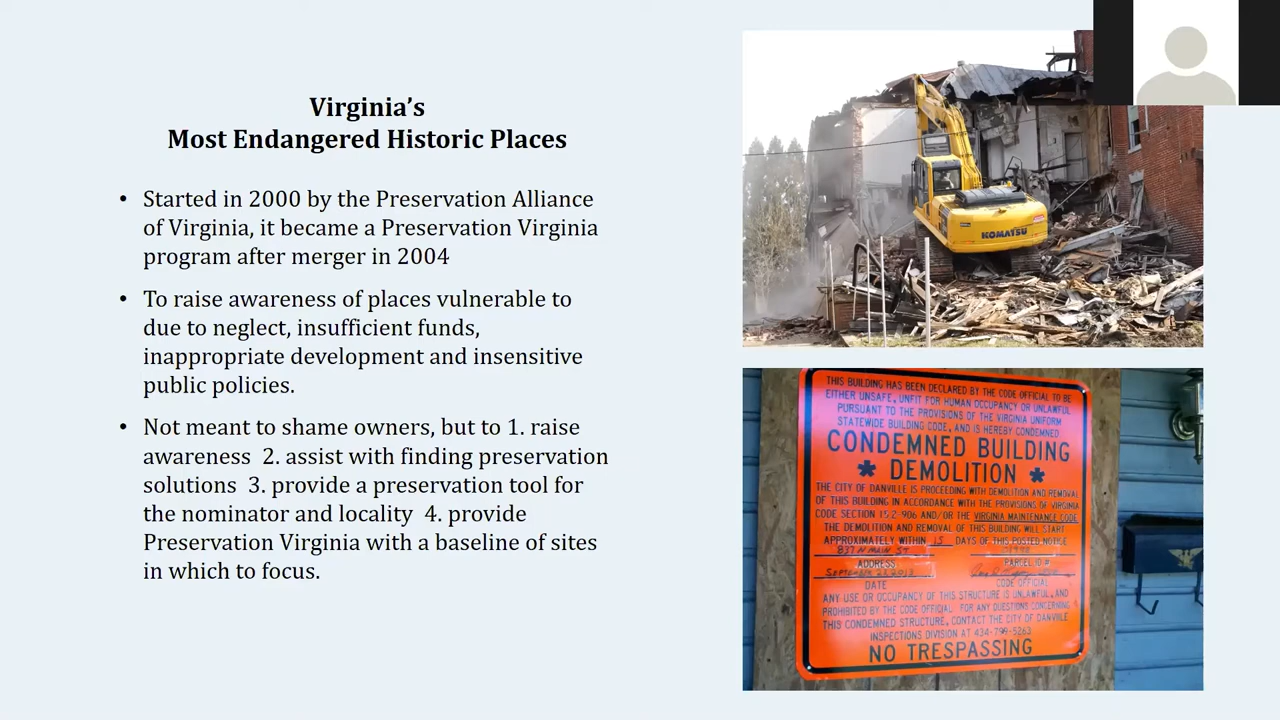 Virginia's
Most Endangered Historic Places
• Started in 2000 by the Preservation Alliance
of Virginia, it became a Preservation Virginia
program after merger in 2004
• To raise awareness of places vulnerable to
due to neglect, insufficient funds,
inappropriate development and insensitive
public policies.
• Not meant to shame owners, but to 1. raise
awareness 2. assist with finding preservation
solutions 3. provide a preservation tool for
the nominator and locality 4. provide
Preservation Virginia with a baseline of sites
in which to focus.
KOMATSU
THIS BUILDING HAS BEEN DECLARED BY THE CODE OFFICIAL TO BE
EITHER UNSAFE, UNFIT FOR HUMAN OCCUPANCY OR UNLAWFUL
PURSUANT TO THE PROVISIONS OF THE VIRGINIA UNIFORM
STATEWIDE BUILDING CODE, AND IS HEREBY CONDEMNED
CONDEMNED BUILDING
* DEMOLITION *
THE CITY OF DANVILLE IS PROCEEDING WITH DEMOLITION AND REMOVAL
OF THIS BUILDING IN ACCORDANCE WITH THE PROVISIONS OF VIRGINIA
CODE SECTION 15.2-906 AND/OR THE VIRGINIA MAINTENANCE CODE
THE DEMOLITION AND REMOVAL OF THIS BUILDING WILL START
APPROXIMATELY WITHIN 15 DAYS OF THIS POSTED NOTICE
837 N MAIN ST
ADDRESS PARCEL ID #
SEPTEMBER 23, 2013
DATE CODE OFFICIAL
ANY USE OR OCCUPANCY OF THIS STRUCTURE IS UNLAWFUL, AND
PROHIBITED BY THE CODE OFFICIAL. FOR ANY QUESTIONS CONCERNING
THIS CONDEMNED STRUCTURE, CONTACT THE CITY OF DANVILLE
INSPECTIONS DIVISION AT 434-799-5263
NO TRESPASSING